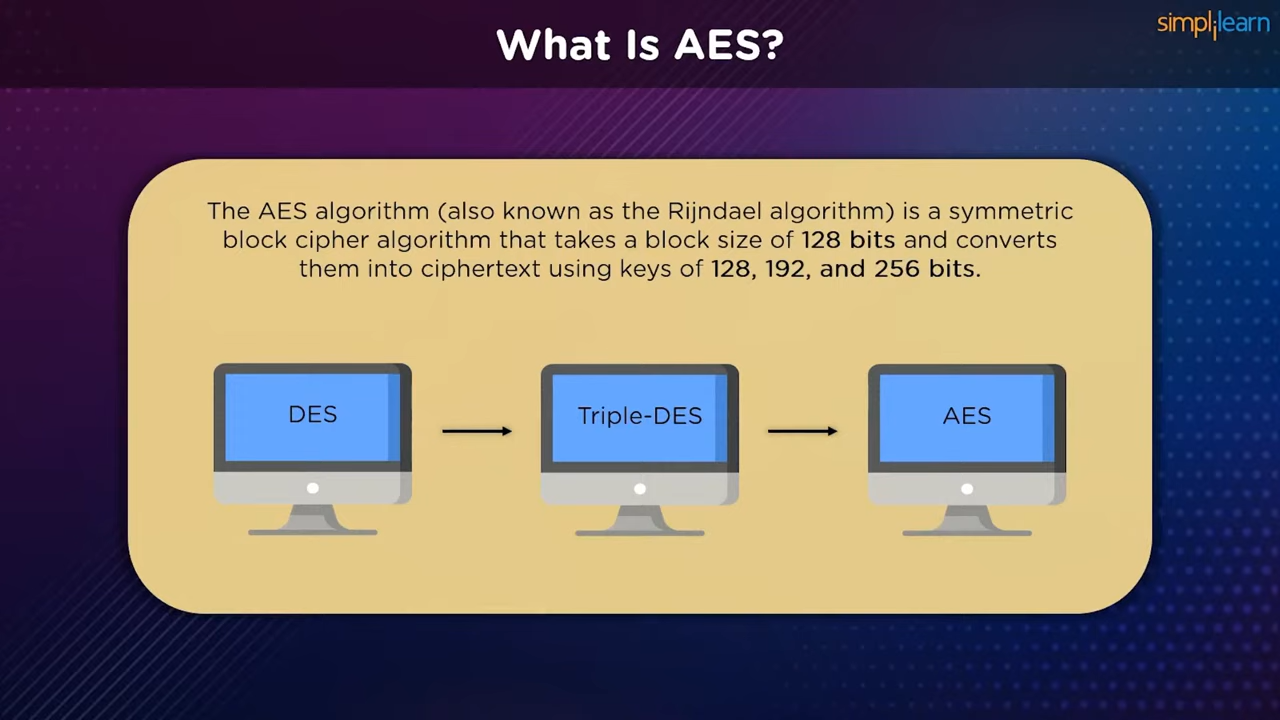 What Is AES?
simplilearn
The AES algorithm (also known as the Rijndael algorithm) is a symmetric
block cipher algorithm that takes a block size of 128 bits and converts
them into ciphertext using keys of 128, 192, and 256 bits.
DES
Triple-DES
AES